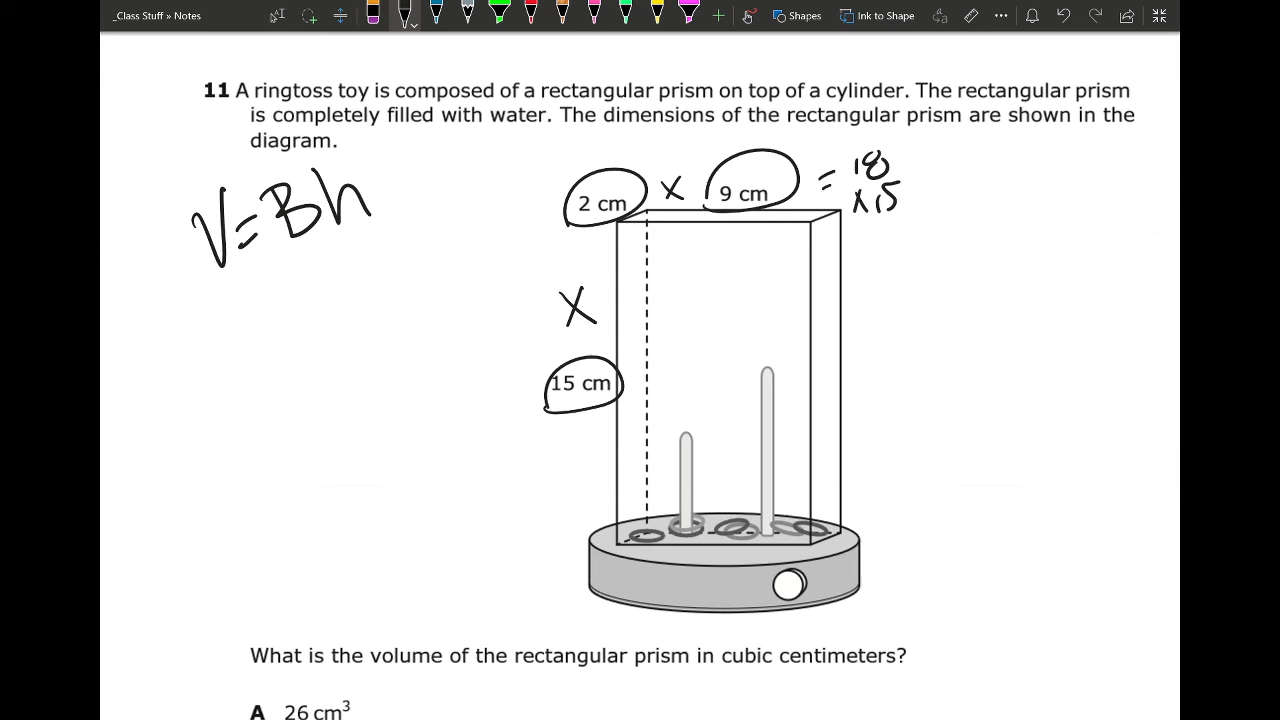 _Class Stuff » Notes
Shapes
Ink to Shape
11 A ringtoss toy is composed of a rectangular prism on top of a cylinder. The rectangular prism
is completely filled with water. The dimensions of the rectangular prism are shown in the
diagram.
V=Bh
2 cm x 9 cm = 18
x 15
x
15 cm
What is the volume of the rectangular prism in cubic centimeters?
A 26 cm³